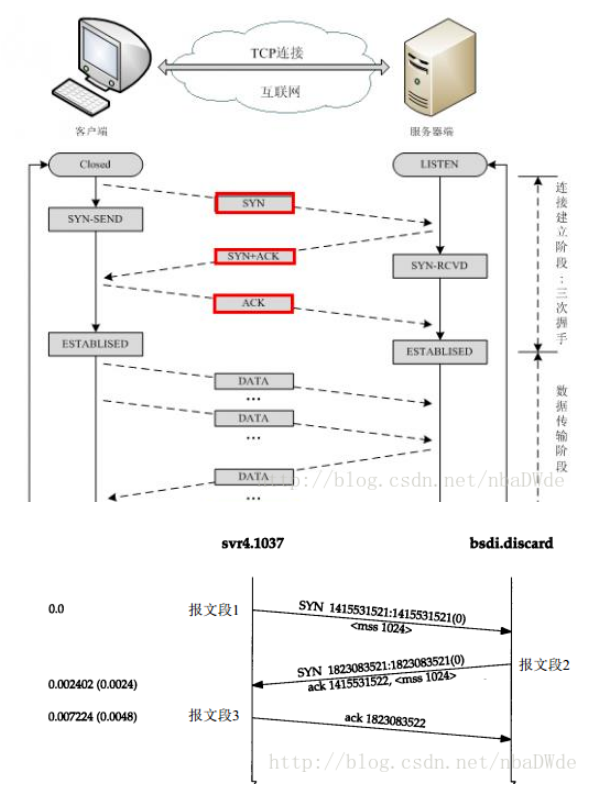 TCP连接
互联网
客户端
服务器端
Closed
LISTEN
SYN
SYN-SEND
SYN+ACK
SYN-RCVD
ACK
ESTABLISED
ESTABLISED
连接建立阶段：三次握手
DATA
...
DATA
...
DATA
...
数据传输阶段
http://blog.csdn.net/nbaDWde
svr4.1037
bsdi.discard
0.0
报文段1
SYN 1415531521:1415531521(0)
<mss 1024>
SYN 1823083521:1823083521(0)
报文段2
0.002402 (0.0024)
ack 1415531522, <mss 1024>
0.007224 (0.0048)
报文段3
ack 1823083522
http://blog.csdn.net/nbaDWde